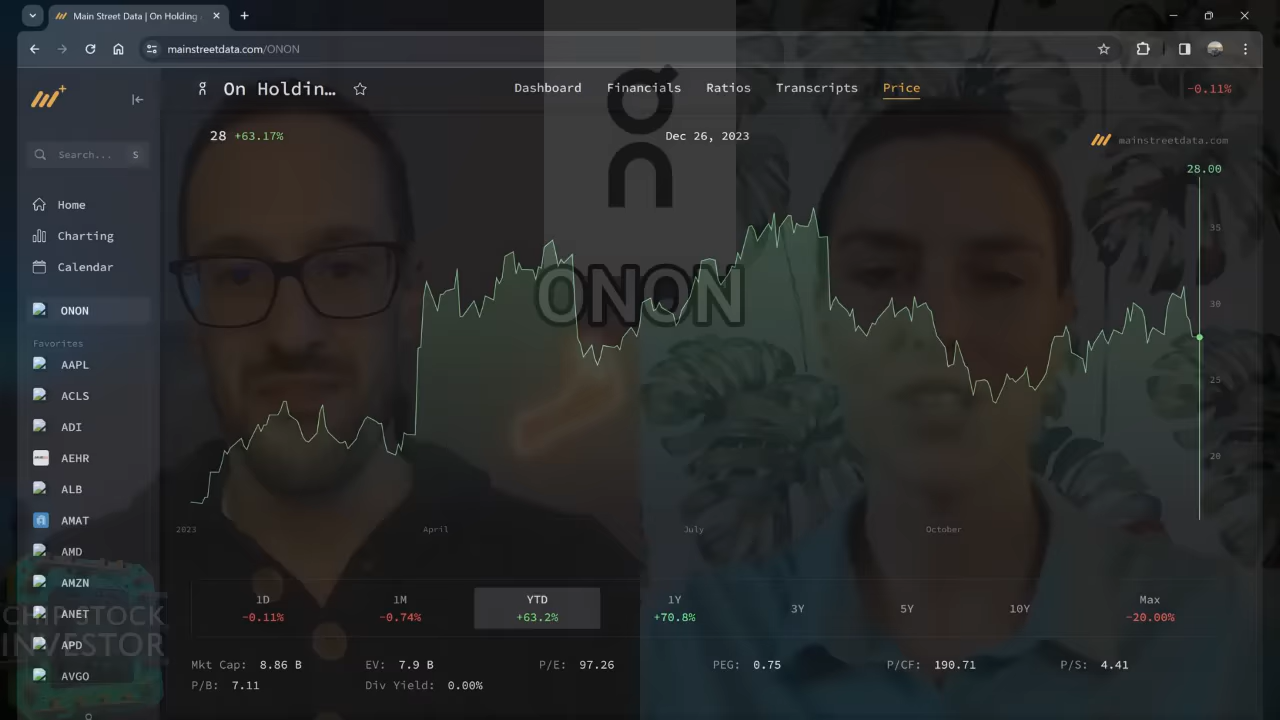 Main Street Data | On Holding
mainstreetdata.com/ONON
On Holdin…
Dashboard
Financials
Ratios
Transcripts
Price
-0.11%
28 +63.17%
Dec 26, 2023
mainstreetdata.com
Search...
S
28.00
Home
Charting
Calendar
ONON
Favorites
AAPL
ACLS
ADI
AEHR
ALB
AMAT
AMD
AMZN
ANET
APD
AVGO
on
ONON
35
30
25
20
2023
April
July
October
CHIP STOCK
INVESTOR
1D
-0.11%
1M
-0.74%
YTD
+63.2%
1Y
+70.8%
3Y
5Y
10Y
Max
-20.00%
Mkt Cap: 8.86 B
EV: 7.9 B
P/E: 97.26
PEG: 0.75
P/CF: 190.71
P/S: 4.41
P/B: 7.11
Div Yield: 0.00%